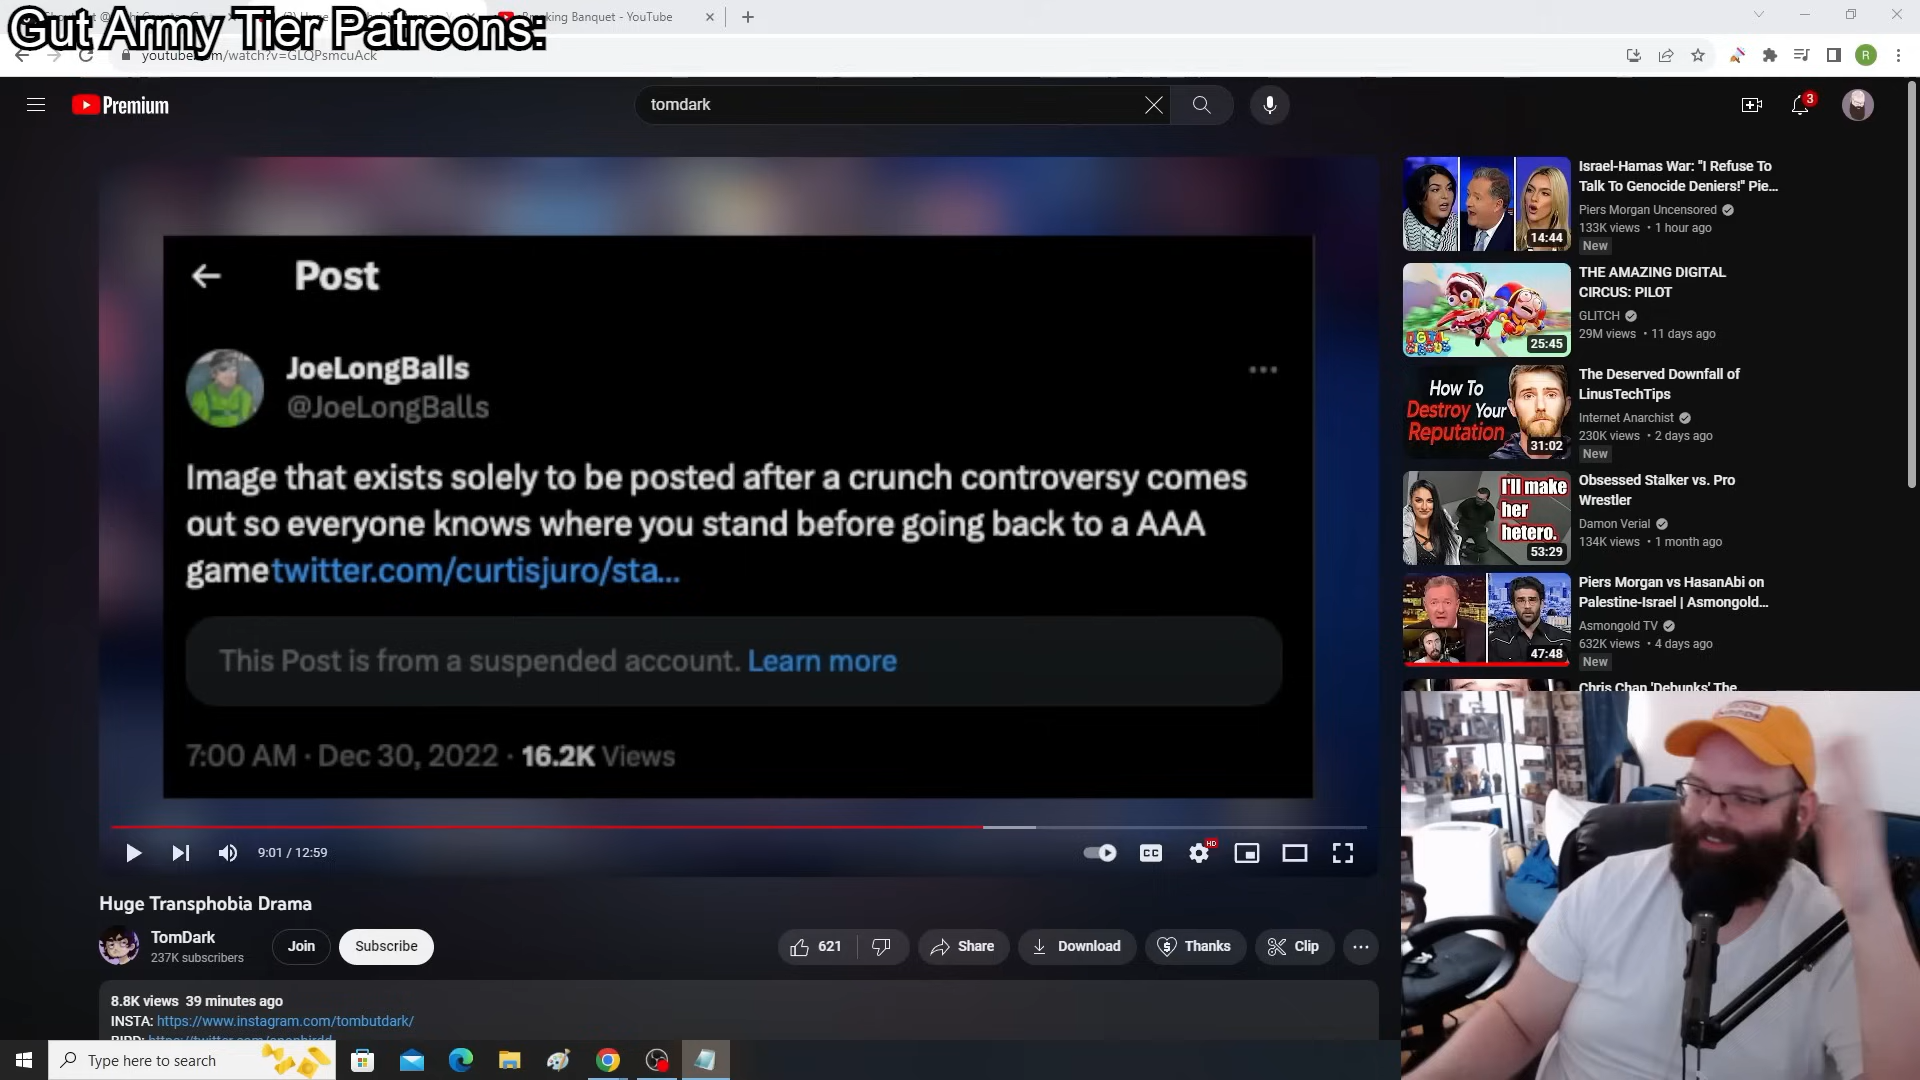 Gut Army Tier Patreons:
Breaking Banquet - YouTube
youtube.com/watch?v=GLQPsmcuAck
R
Premium
tomdark
3
Post
JoeLongBalls
@JoeLongBalls
Image that exists solely to be posted after a crunch controversy comes
out so everyone knows where you stand before going back to a AAA
gametwitter.com/curtisjuro/sta...
This Post is from a suspended account. Learn more
7:00 AM · Dec 30, 2022 · 16.2K Views
9:01 / 12:59
CC
HD
Huge Transphobia Drama
TomDark
237K subscribers
Join
Subscribe
621
Share
Download
Thanks
Clip
8.8K views 39 minutes ago
INSTA: https://www.instagram.com/tombutdark/
Israel-Hamas War: "I Refuse To
Talk To Genocide Deniers!" Pie...
Piers Morgan Uncensored
133K views • 1 hour ago
New
14:44
THE AMAZING DIGITAL
CIRCUS: PILOT
GLITCH
29M views • 11 days ago
DIGITAL
25:45
The Deserved Downfall of
LinusTechTips
Internet Anarchist
230K views • 2 days ago
New
How To
Destroy Your
Reputation
31:02
Obsessed Stalker vs. Pro
Wrestler
Damon Verial
134K views • 1 month ago
I'll make
her
hetero.
53:29
Piers Morgan vs HasanAbi on
Palestine-Israel | Asmongold...
Asmongold TV
632K views • 4 days ago
New
47:48
Chris Chan 'Debunks' The
Type here to search